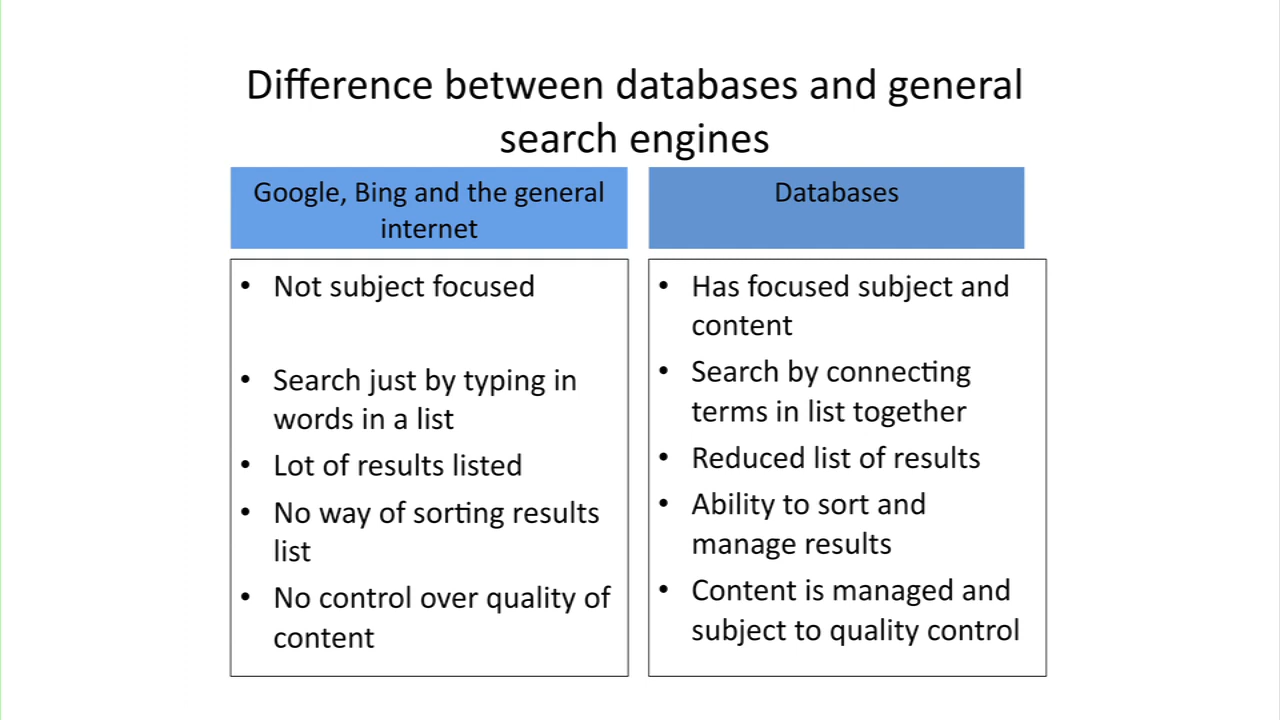 Difference between databases and general
search engines
Google, Bing and the general
internet
• Not subject focused
• Search just by typing in
words in a list
• Lot of results listed
• No way of sorting results
list
• No control over quality of
content
Databases
• Has focused subject and
content
• Search by connecting
terms in list together
• Reduced list of results
• Ability to sort and
manage results
• Content is managed and
subject to quality control